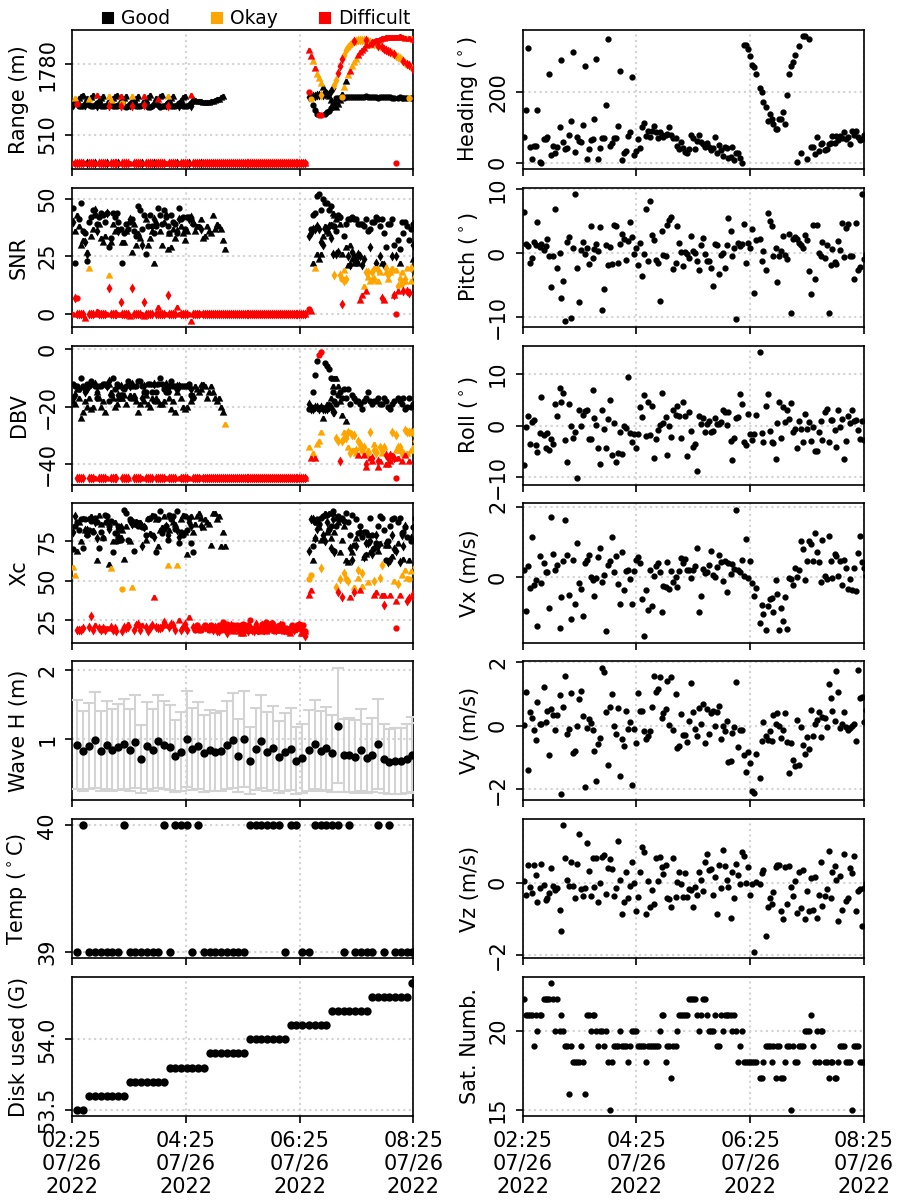 Good Okay Difficult
Range (m)
1780
510
Heading (°)
200
0
SNR
50
25
0
Pitch (°)
10
0
−10
DBV
0
−20
−40
Roll (°)
10
0
−10
Xc
75
50
25
Vx (m/s)
2
0
Wave H (m)
2
1
Vy (m/s)
2
0
−2
Temp (°C)
40
39
Vz (m/s)
0
−2
Disk used (G)
54.0
53.5
Sat. Numb.
20
15
02:25 04:25 06:25 08:25
07/26 07/26 07/26 07/26
2022 2022 2022 2022
02:25 04:25 06:25 08:25
07/26 07/26 07/26 07/26
2022 2022 2022 2022